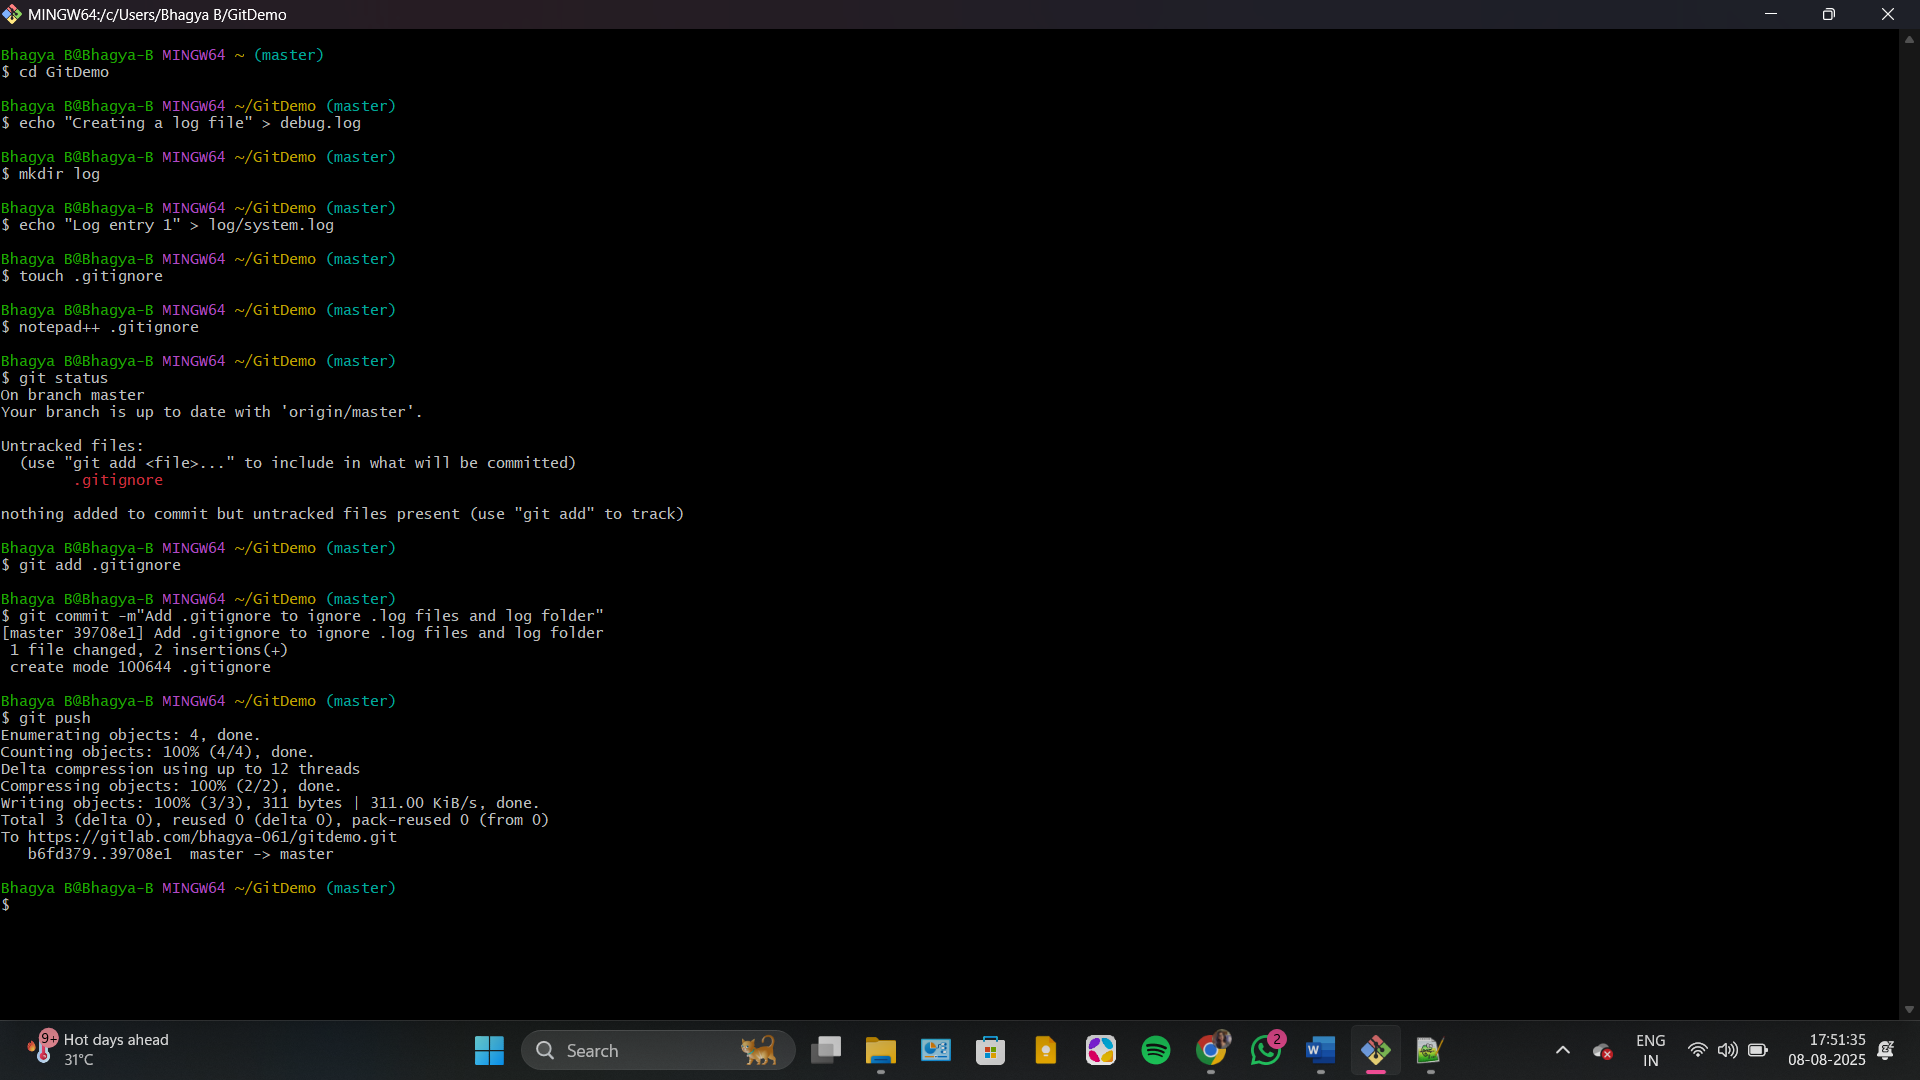 MINGW64:/c/Users/Bhagya B/GitDemo
Bhagya B@Bhagya-B MINGW64 ~ (master)
$ cd GitDemo
Bhagya B@Bhagya-B MINGW64 ~/GitDemo (master)
$ echo "Creating a log file" > debug.log
Bhagya B@Bhagya-B MINGW64 ~/GitDemo (master)
$ mkdir log
Bhagya B@Bhagya-B MINGW64 ~/GitDemo (master)
$ echo "Log entry 1" > log/system.log
Bhagya B@Bhagya-B MINGW64 ~/GitDemo (master)
$ touch .gitignore
Bhagya B@Bhagya-B MINGW64 ~/GitDemo (master)
$ notepad++ .gitignore
Bhagya B@Bhagya-B MINGW64 ~/GitDemo (master)
$ git status
On branch master
Your branch is up to date with 'origin/master'.
Untracked files:
  (use "git add <file>..." to include in what will be committed)
        .gitignore
nothing added to commit but untracked files present (use "git add" to track)
Bhagya B@Bhagya-B MINGW64 ~/GitDemo (master)
$ git add .gitignore
Bhagya B@Bhagya-B MINGW64 ~/GitDemo (master)
$ git commit -m"Add .gitignore to ignore .log files and log folder"
[master 39708e1] Add .gitignore to ignore .log files and log folder
 1 file changed, 2 insertions(+)
 create mode 100644 .gitignore
Bhagya B@Bhagya-B MINGW64 ~/GitDemo (master)
$ git push
Enumerating objects: 4, done.
Counting objects: 100% (4/4), done.
Delta compression using up to 12 threads
Compressing objects: 100% (2/2), done.
Writing objects: 100% (3/3), 311 bytes | 311.00 KiB/s, done.
Total 3 (delta 0), reused 0 (delta 0), pack-reused 0 (from 0)
To https://gitlab.com/bhagya-061/gitdemo.git
   b6fd379..39708e1  master -> master
Bhagya B@Bhagya-B MINGW64 ~/GitDemo (master)
$
9+
Hot days ahead
31°C
Search
2
W
ENG
IN
17:51:35
08-08-2025